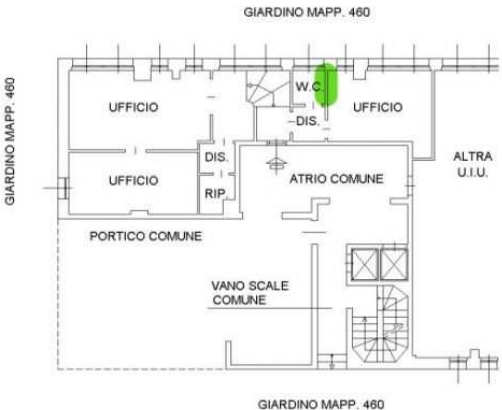 GIARDINO MAPP. 460
GIARDINO MAPP. 460
W.C.
UFFICIO
UFFICIO
DIS.
DIS.
ALTRA
U.I.U.
UFFICIO
ATRIO COMUNE
RIP.
PORTICO COMUNE
VANO SCALE
COMUNE
GIARDINO MAPP. 460